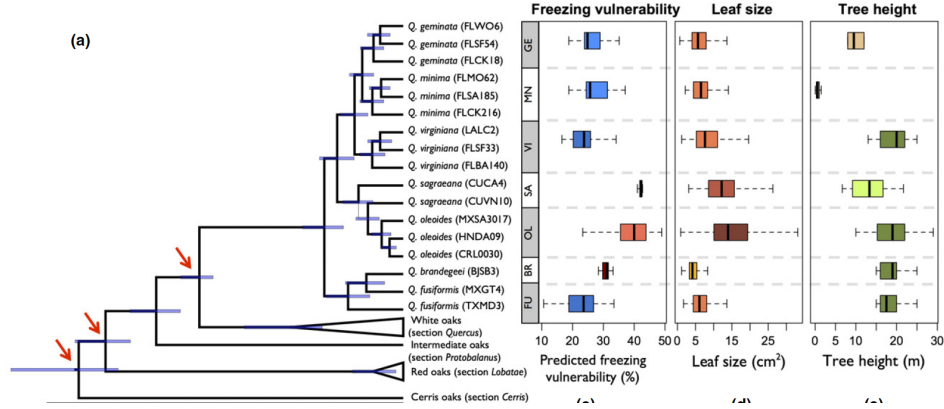 Freezing vulnerability
Leaf size
Tree height
(a)
Q. geminata (FLWO6)
Q. geminata (FLSF54)
Q. geminata (FLCK18)
Q. minima (FLMO62)
Q. minima (FLSA185)
Q. minima (FLCK216)
Q. virginiana (LALC2)
Q. virginiana (FLSF33)
Q. virginiana (FLBA140)
Q. sagraeana (CUCA4)
Q. sagraeana (CUVN10)
Q. oleoides (MXSA3017)
Q. oleoides (HNDA09)
Q. oleoides (CRL0030)
Q. brandegeei (BJSB3)
Q. fusiformis (MXGT4)
Q. fusiformis (TXMD3)
White oaks
(section Quercus)
Intermediate oaks
(section Protobalanus)
Red oaks (section Lobatae)
Cerris oaks (section Cerris)
GE
MN
VI
SA
OL
BR
FU
10 20 30 40 50
Predicted freezing
vulnerability (%)
0 5 15 25
Leaf size (cm2)
0 10 20 30
Tree height (m)
(d)